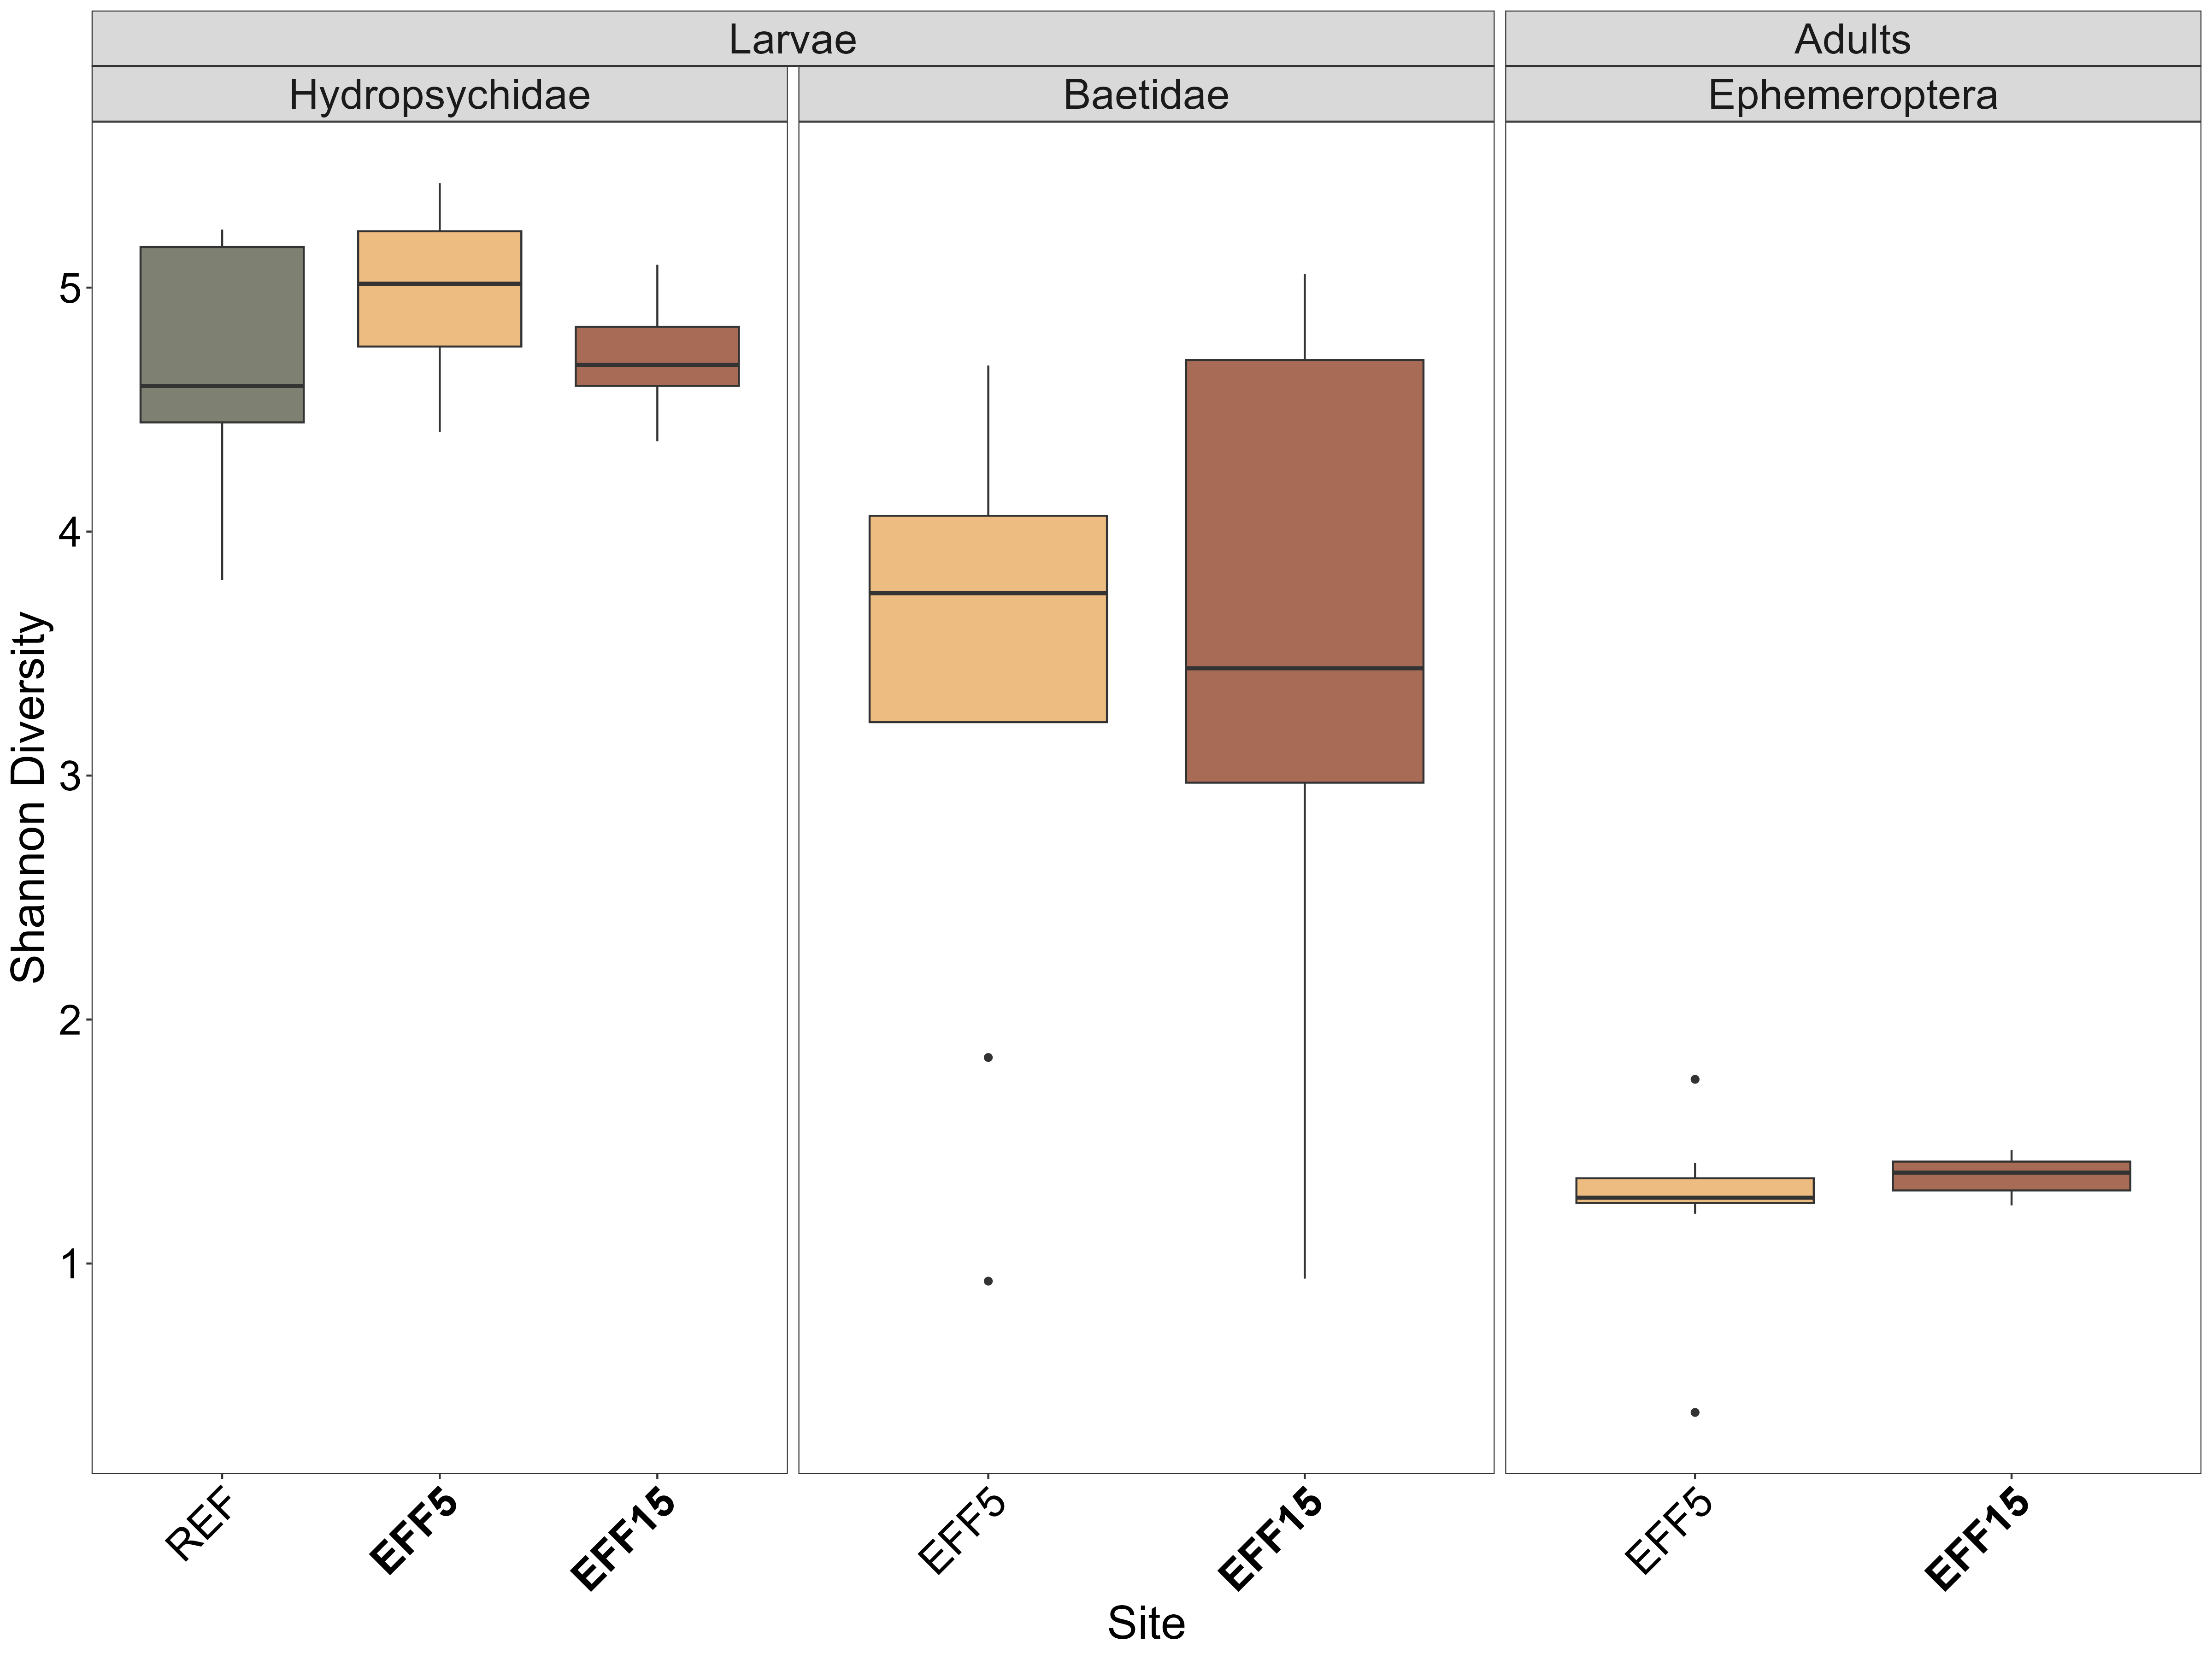 Larvae
Adults
Hydropsychidae
Baetidae
Ephemeroptera
Shannon Diversity
5
4
3
2
1
REF
EFF5
EFF15
EFF5
EFF15
EFF5
EFF15
Site